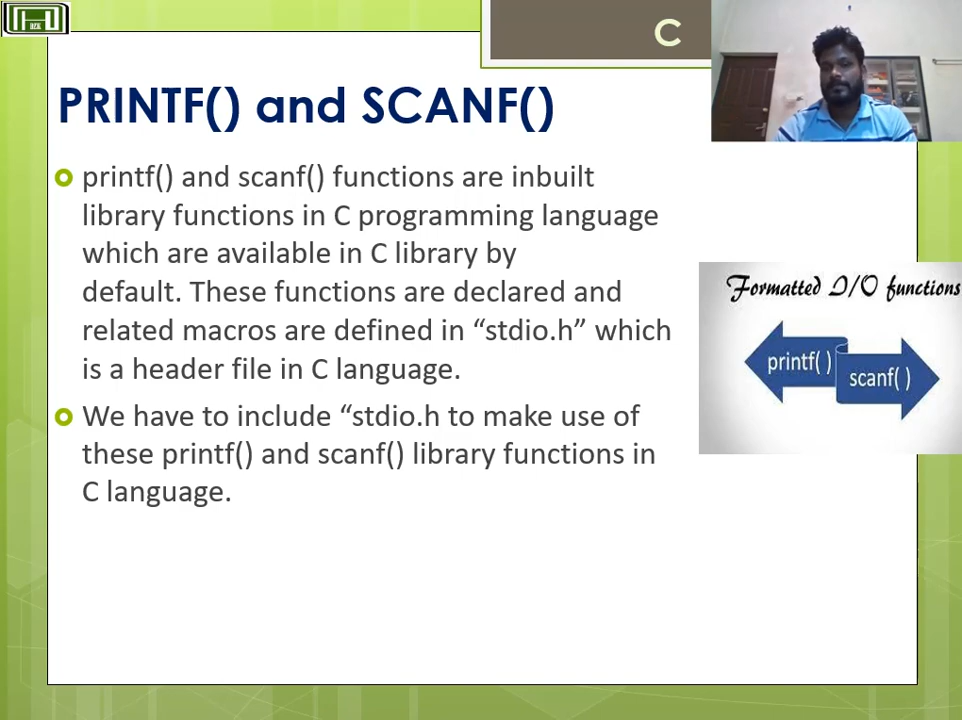 C
PRINTF() and SCANF()
printf() and scanf() functions are inbuilt
library functions in C programming language
which are available in C library by
default. These functions are declared and
related macros are defined in “stdio.h” which
is a header file in C language.
We have to include “stdio.h to make use of
these printf() and scanf() library functions in
C language.
Formatted I/O functions
printf( )
scanf( )